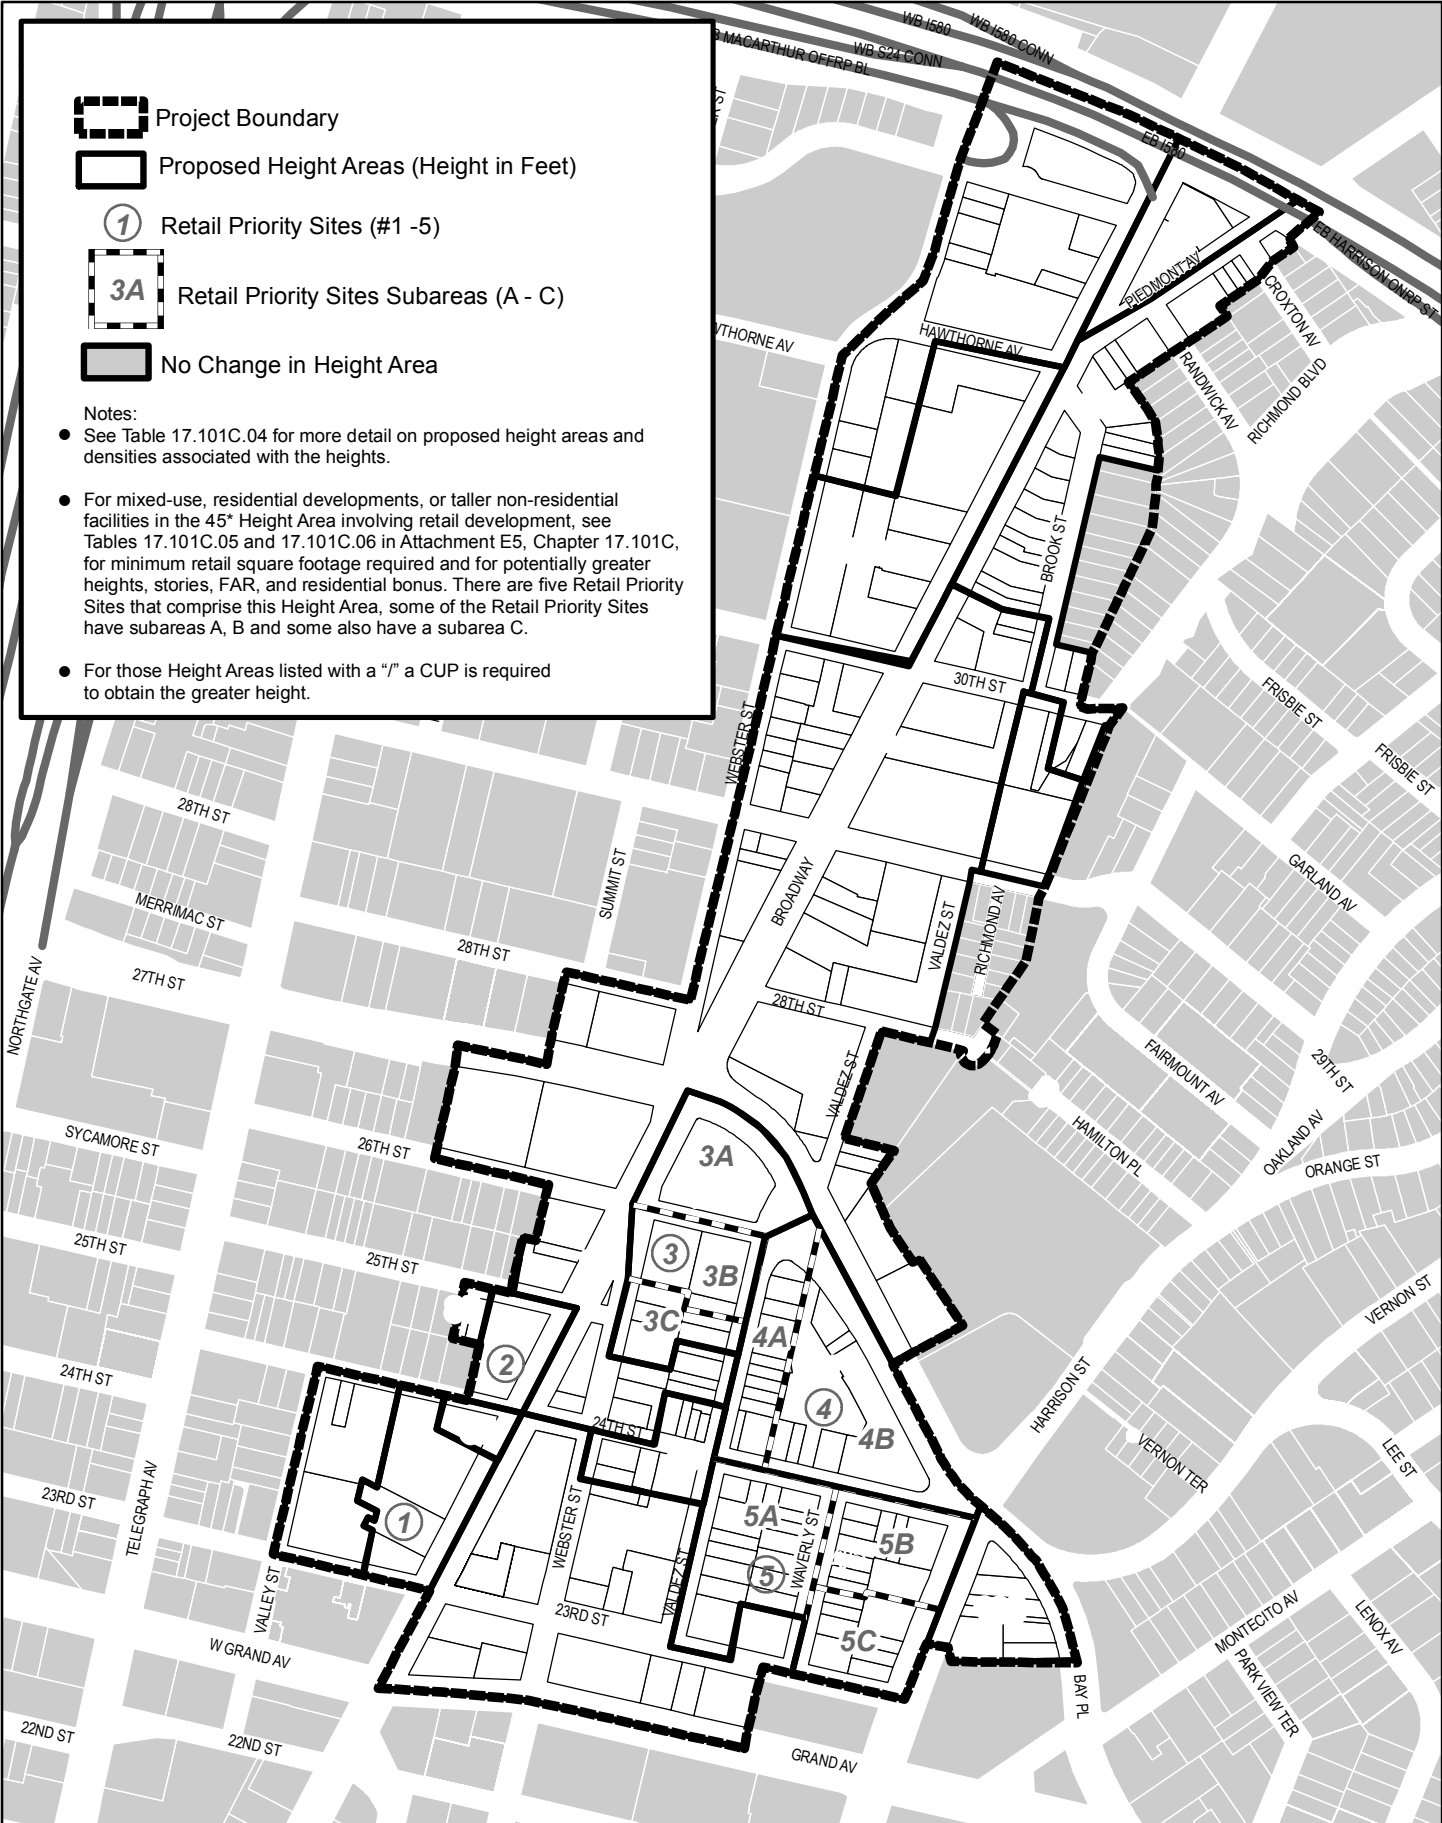 WB I580
WB I580 CONN
WB S24 CONN
B MACARTHUR OFFRP BL
EB I580
EB HARRISON ONRP ST
Project Boundary
Proposed Height Areas (Height in Feet)
1
Retail Priority Sites (#1 -5)
3A
Retail Priority Sites Subareas (A - C)
No Change in Height Area
Notes:
● See Table 17.101C.04 for more detail on proposed height areas and
densities associated with the heights.
● For mixed-use, residential developments, or taller non-residential
facilities in the 45* Height Area involving retail development, see
Tables 17.101C.05 and 17.101C.06 in Attachment E5, Chapter 17.101C,
for minimum retail square footage required and for potentially greater
heights, stories, FAR, and residential bonus. There are five Retail Priority
Sites that comprise this Height Area, some of the Retail Priority Sites
have subareas A, B and some also have a subarea C.
● For those Height Areas listed with a “/” a CUP is required
to obtain the greater height.
PIEDMONT AV
CROXTON AV
WTHORNE AV
HAWTHORNE AV
RANDWICK AV
RICHMOND BLVD
BROOK ST
30TH ST
WEBSTER ST
FRISBIE ST
FRISBIE ST
28TH ST
SUMMIT ST
BROADWAY
GARLAND AV
MERRIMAC ST
28TH ST
VALDEZ ST
RICHMOND AV
27TH ST
NORTHGATE AV
28TH ST
VALDEZ ST
FAIRMOUNT AV
29TH ST
SYCAMORE ST
26TH ST
HAMILTON PL
OAKLAND AV
ORANGE ST
3A
25TH ST
25TH ST
3
3B
3C
4A
VERNON ST
24TH ST
2
4
4B
HARRISON ST
24TH ST
VERNON TER
LEE ST
23RD ST
TELEGRAPH AV
1
WEBSTER ST
5A
WAVERLY ST
5B
5
VALDEZ ST
VALLEY ST
23RD ST
5C
MONTECITO AV
LENOX AV
W GRAND AV
PARK VIEW TER
BAY PL
22ND ST
22ND ST
GRAND AV